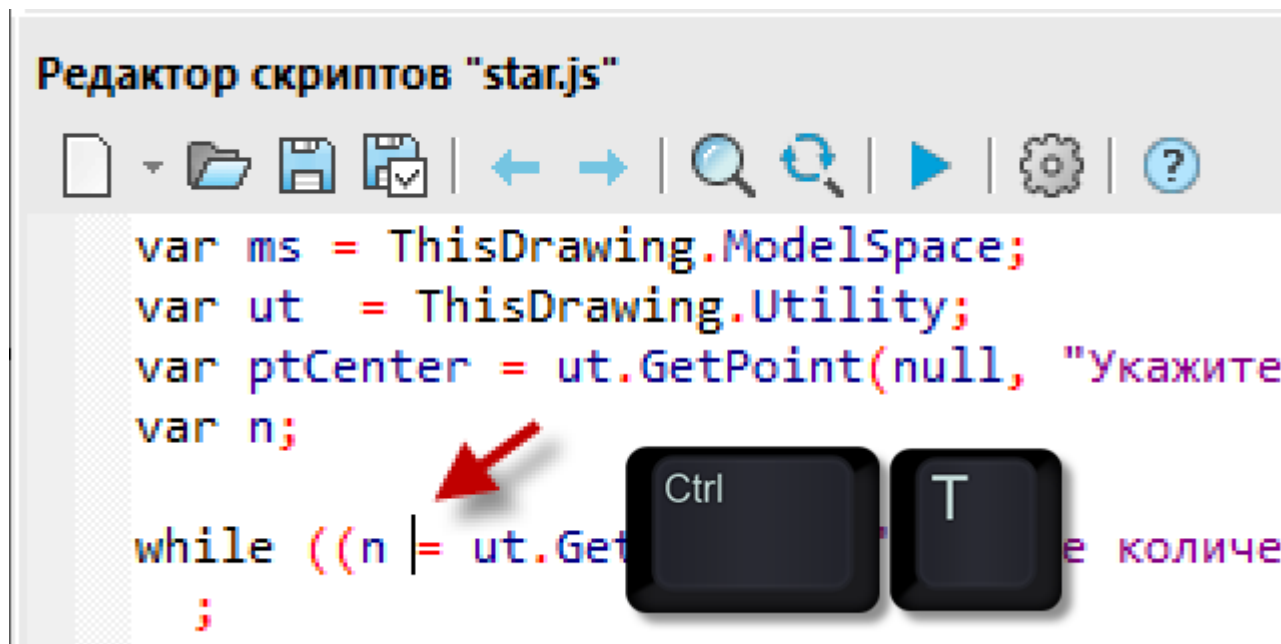 Редактор скриптов "star.js"
var ms = ThisDrawing.ModelSpace;
var ut = ThisDrawing.Utility;
var ptCenter = ut.GetPoint(null, "Укажите
var n;
while ((n = ut.Get
е количе
;
Ctrl
T